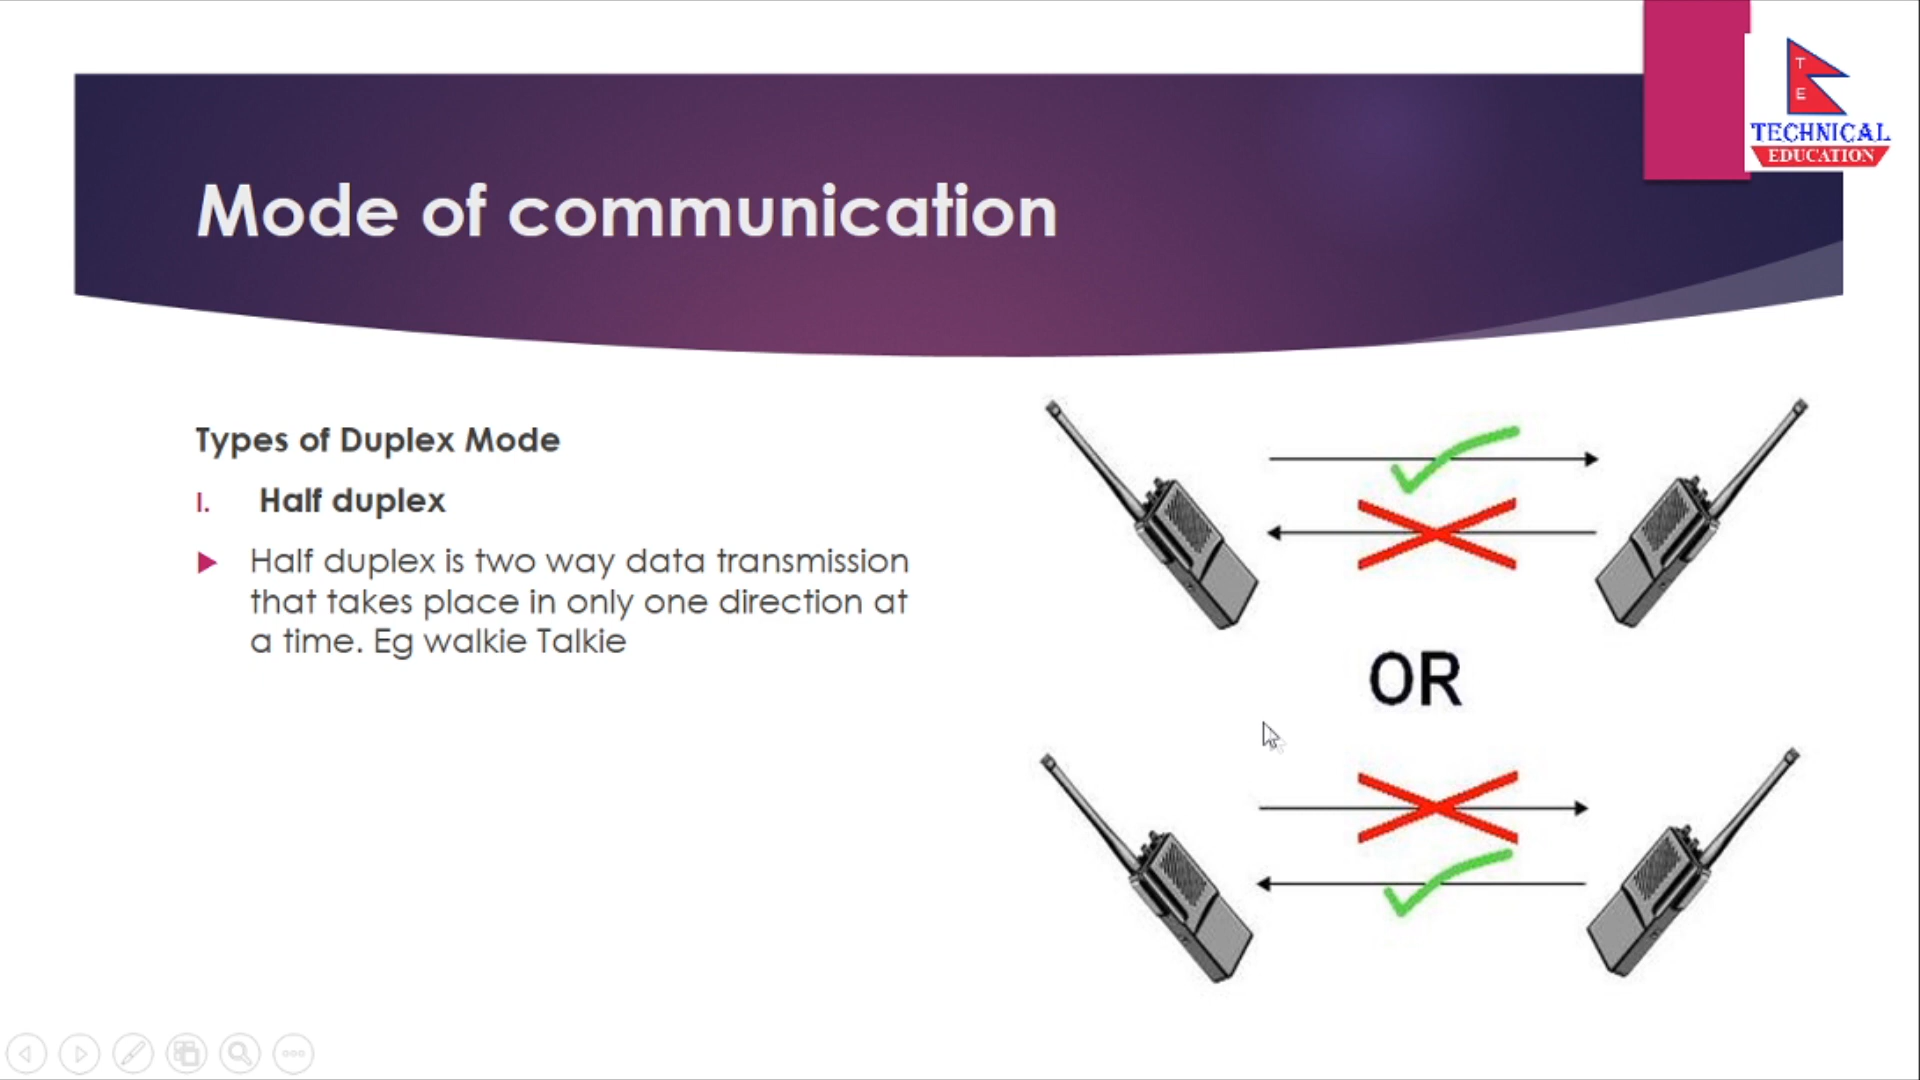 T
E
TECHNICAL
EDUCATION
Mode of communication
Types of Duplex Mode
I. Half duplex
Half duplex is two way data transmission
that takes place in only one direction at
a time. Eg walkie Talkie
OR